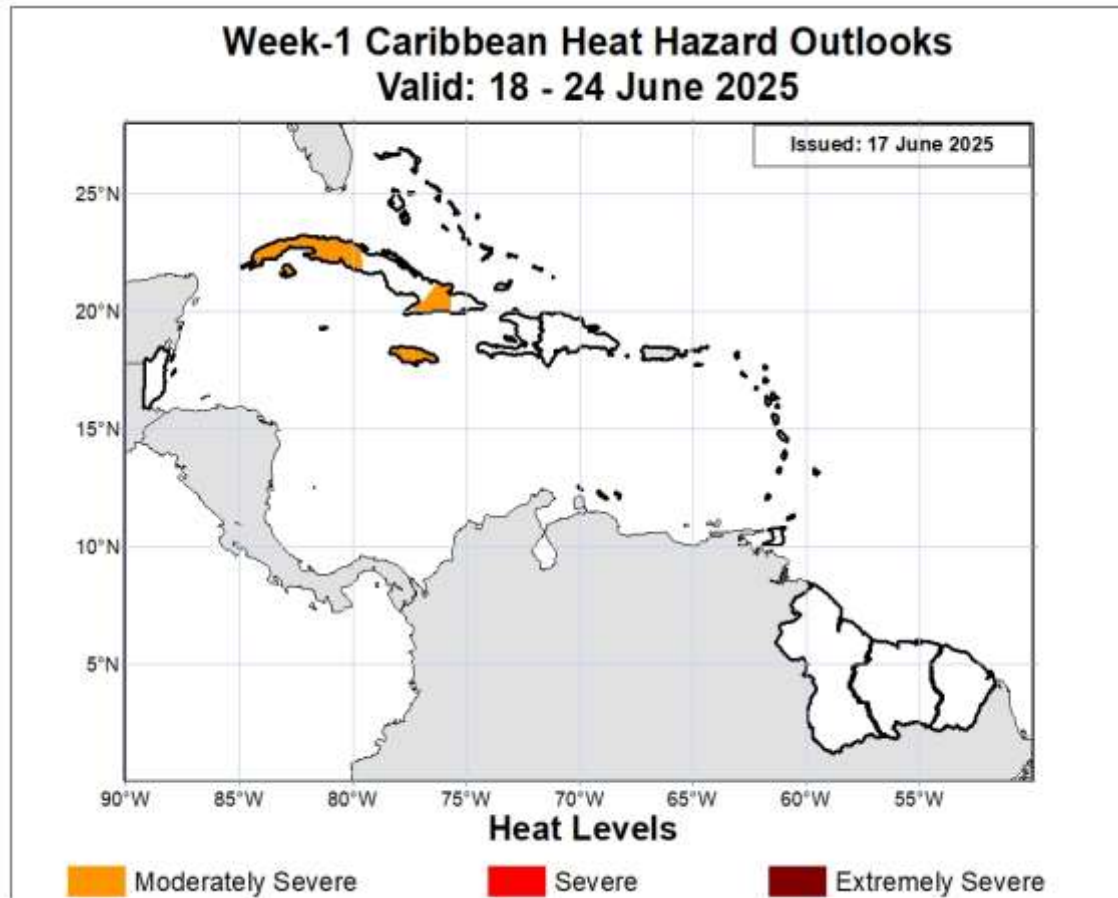 Week-1 Caribbean Heat Hazard Outlooks
Valid: 18 - 24 June 2025
Issued: 17 June 2025
25°N
20°N
15°N
10°N
5°N
90°W 85°W 80°W 75°W 70°W 65°W 60°W 55°W
Heat Levels
Moderately Severe Severe Extremely Severe